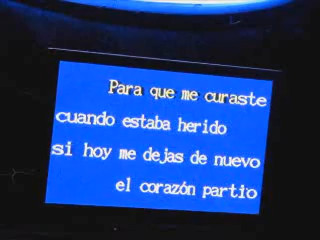 Para que me curaste
cuando estaba herido
si hoy me dejas de nuevo
el corazón partio